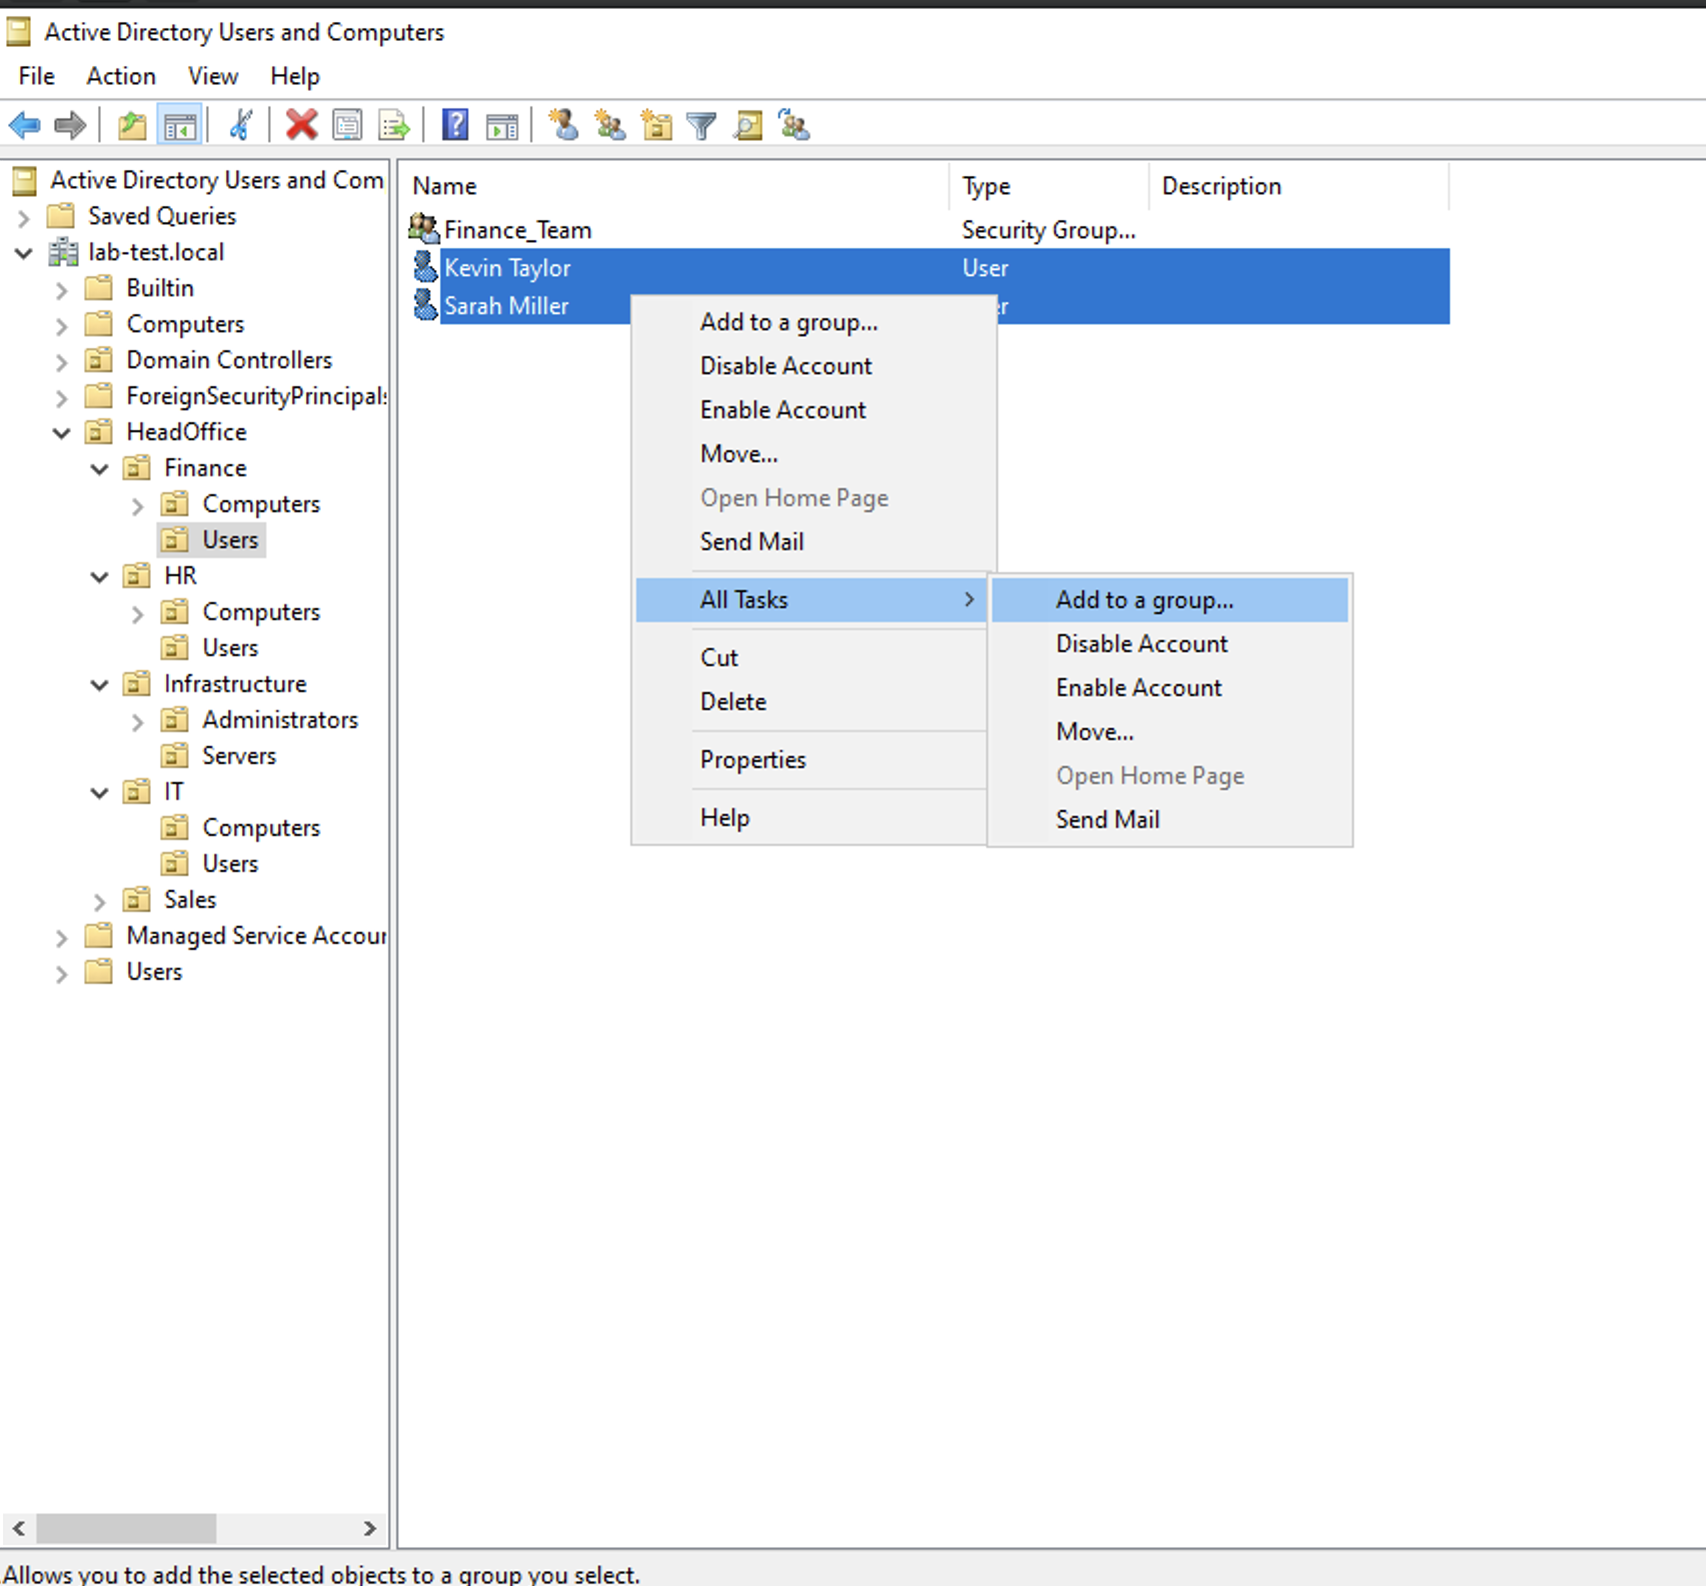 Active Directory Users and Computers
File Action View Help
Active Directory Users and Com
Saved Queries
lab-test.local
Builtin
Computers
Domain Controllers
ForeignSecurityPrincipals
HeadOffice
Finance
Computers
Users
HR
Computers
Users
Infrastructure
Administrators
Servers
IT
Computers
Users
Sales
Managed Service Accoun
Users
Name Type Description
Finance_Team Security Group...
Kevin Taylor User
Sarah Miller er
Add to a group...
Disable Account
Enable Account
Move...
Open Home Page
Send Mail
All Tasks
Cut
Delete
Properties
Help
Add to a group...
Disable Account
Enable Account
Move...
Open Home Page
Send Mail
Allows you to add the selected objects to a group you select.